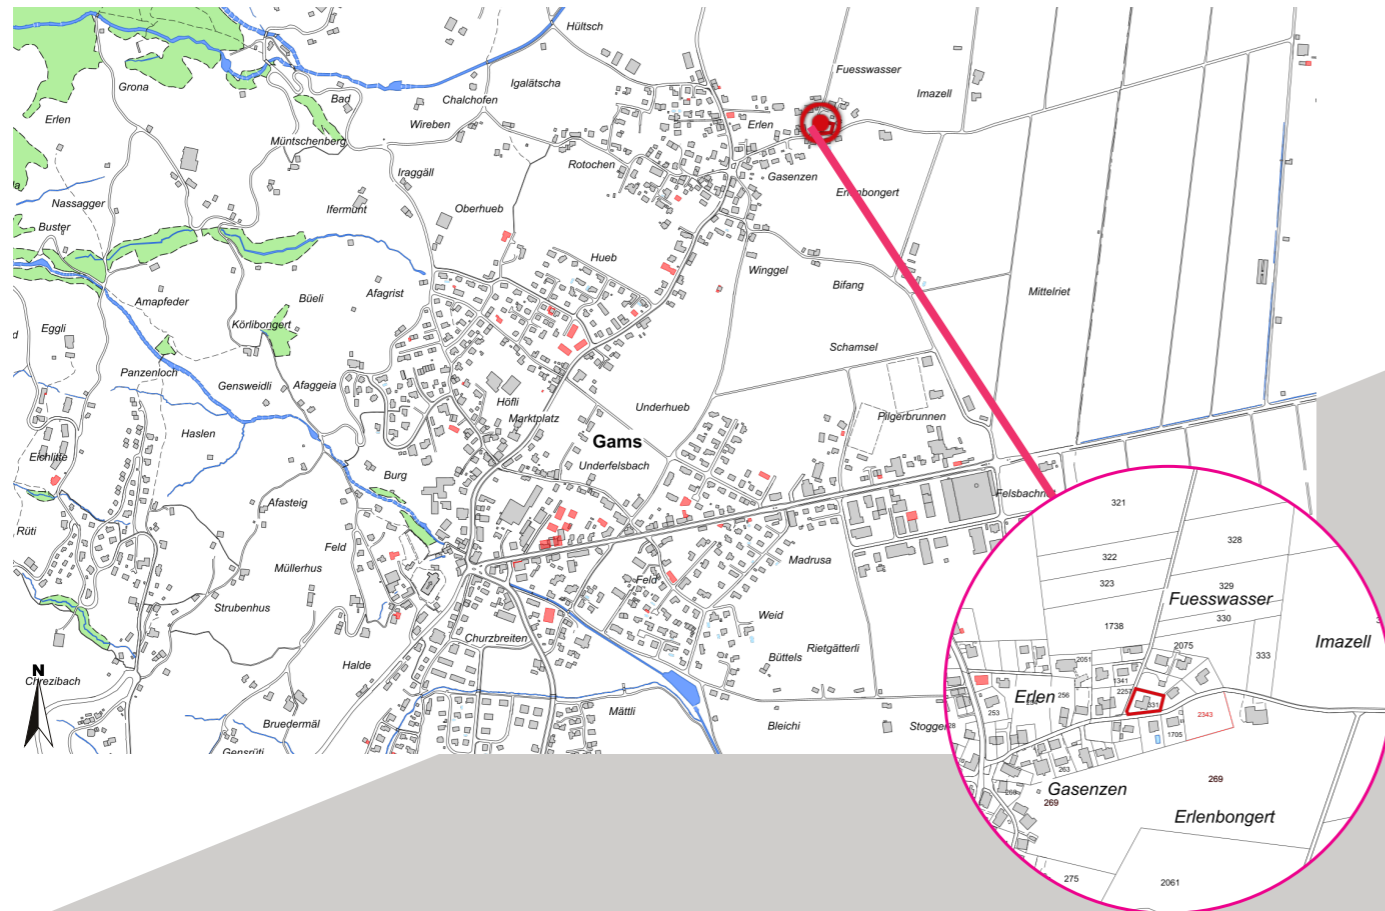 Hültsch
Fuesswasser
Grona
Igalätscha
Imazell
Bad
Chalchofen
Erlen
Wireben
Erlen
Müntschenberg
Rotochen
Iraggäll
Gasenzen
Nassagger
Ifermunt
Oberhueb
Erlenbongert
Buster
Hueb
Winggel
Bifang
Mittelriet
Amapfeder
Büeli
Afagrist
Eggli
Körlibongert
Schamsel
Panzenloch
Gensweidli
Afaggeia
Höfli
Underhueb
Marktplatz
Pilgerbrunnen
Haslen
Gams
Eichlitte
Underfelsbach
Burg
Afasteig
Rüti
Feld
Müllerhus
Madrusa
Feld
Strubenhus
Weid
Churzbreiten
Rietgätterli
Halde
Büttels
N
Chrezibach
Mättli
Bruedermäl
Bleichi
Gensrüti
321
328
322
323
329
Fuesswasser
330
1738
Imazell
2075
333
2051
1341
Erlen
256
2257
331
253
2343
1705
263
Gasenzen
269
269
Erlenbongert
275
2061